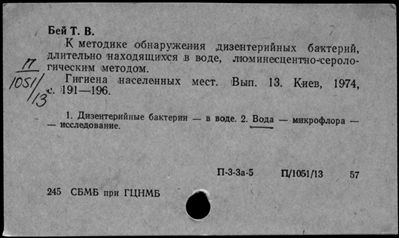 Бей Т. В.
К методике обнаружения дизентерийных бактерий,
длительно находящихся в воде, люминесцентно-сероло-
гическим методом.
П
1051/13
Гигиена населенных мест. Вып. 13. Киев, 1974,
с. 191—196.
1. Дизентерийные бактерии — в воде. 2. Вода — микрофлора —
— исследование.
П-3-3а-5 П/1051/13 57
245 СБМБ при ГЦНМБ